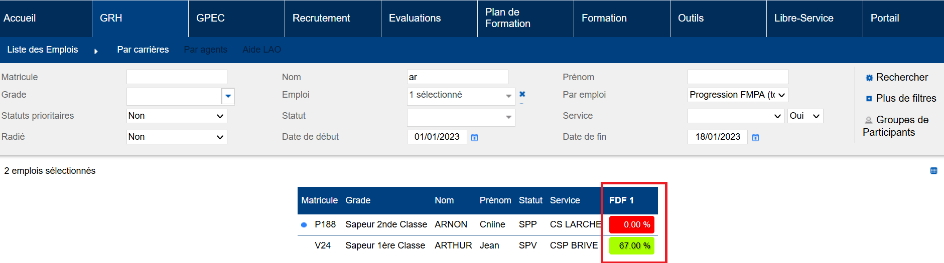 Accueil GRH GPEC Recrutement Evaluations Plan de Formation Formation Outils Libre-Service Portail
Liste des Emplois Par carrières Par agents Aide LAO
Matricule Nom ar Prénom Rechercher
Grade Emploi 1 sélectionné Par emploi Progression FMPA (to Plus de filtres
Statuts prioritaires Non Statut Service Oui Groupes de Participants
Radié Non Date de début 01/01/2023 Date de fin 18/01/2023
2 emplois sélectionnés
Matricule Grade Nom Prénom Statut Service FDF 1
P188 Sapeur 2nde Classe ARNON Cniine SPP CS LARCHE 0.00 %
V24 Sapeur 1ère Classe ARTHUR Jean SPV CSP BRIVE 67.00 %